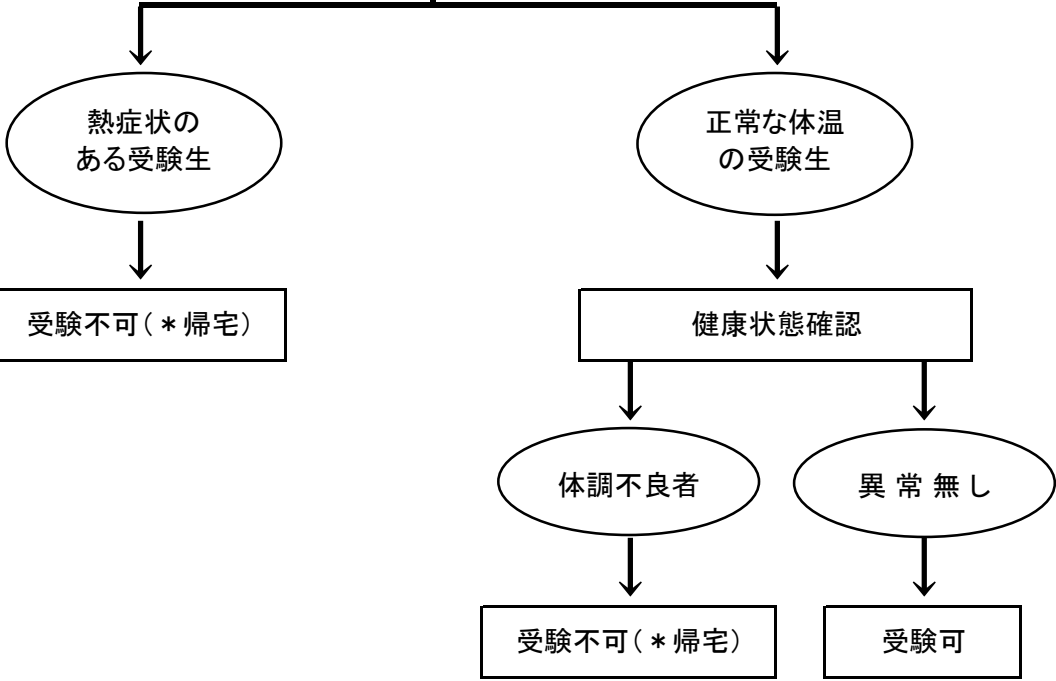 熱症状の
ある受験生
正常な体温
の受験生
受験不可(*帰宅)
健康状態確認
体調不良者
異常無し
受験不可(*帰宅)
受験可